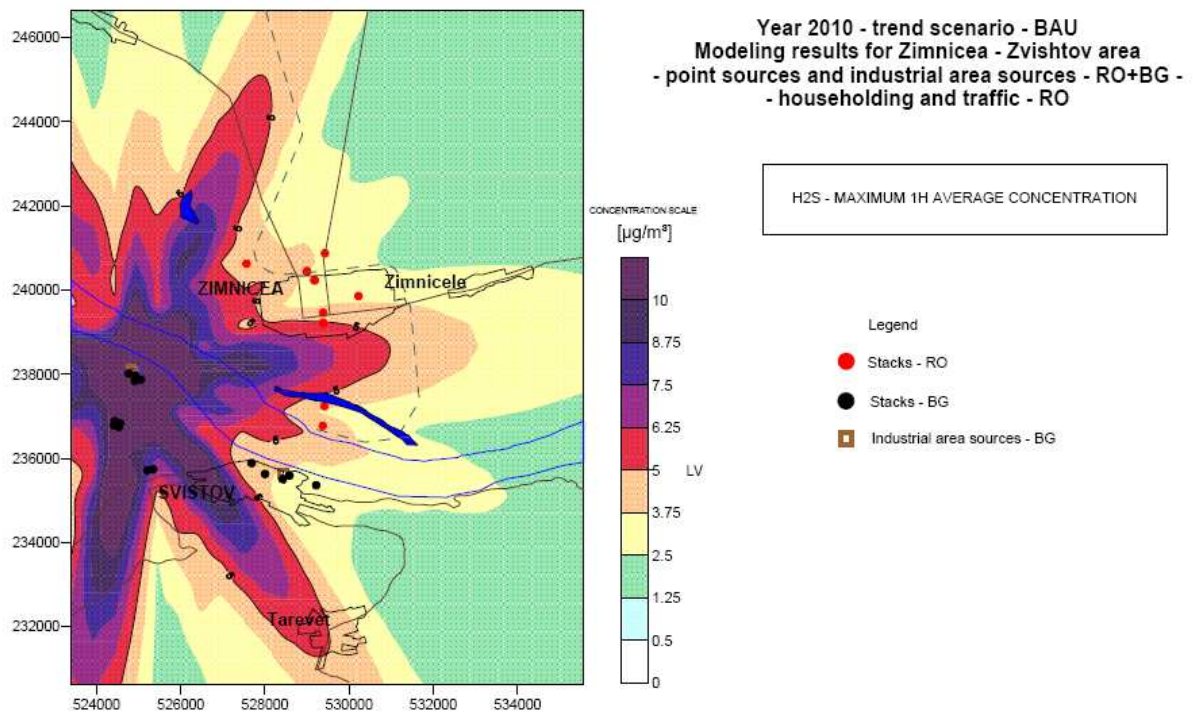 Year 2010 - trend scenario - BAU
Modeling results for Zimnicea - Zvishtov area
- point sources and industrial area sources - RO+BG -
- householding and traffic - RO
H2S - MAXIMUM 1H AVERAGE CONCENTRATION
CONCENTRATION SCALE
[µg/m³]
10
8.75
7.5
6.25
5 LV
3.75
2.5
1.25
0.5
0
Legend
Stacks - RO
Stacks - BG
Industrial area sources - BG
246000
244000
242000
240000
238000
236000
234000
232000
524000 526000 528000 530000 532000 534000
ZIMNICEA
Zimnicele
SVISTOV
Tarevet